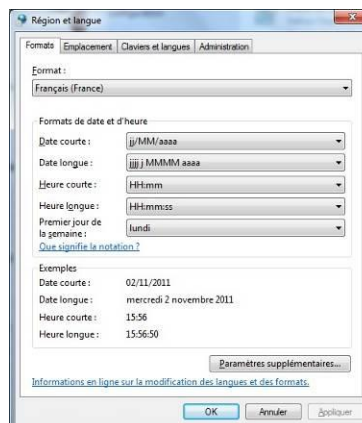 Région et langue
Formats Emplacement Claviers et langues Administration
Format :
Français (France)
Formats de date et d'heure
Date courte : jj/MM/aaaa
Date longue : jjjj j MMMM aaaa
Heure courte : HH:mm
Heure longue : HH:mm:ss
Premier jour de
la semaine : lundi
Que signifie la notation ?
Exemples
Date courte : 02/11/2011
Date longue : mercredi 2 novembre 2011
Heure courte : 15:56
Heure longue : 15:56:50
Paramètres supplémentaires...
Informations en ligne sur la modification des langues et des formats.
OK Annuler Appliquer